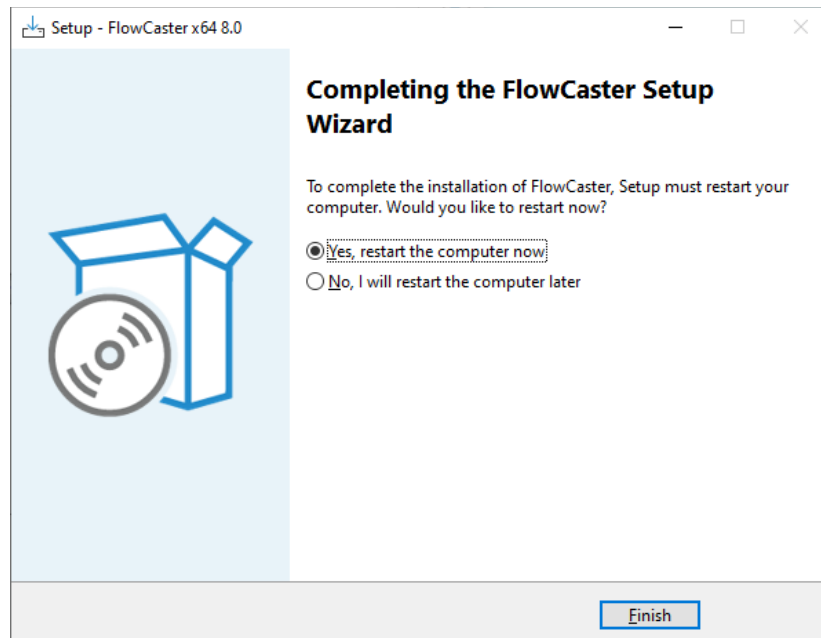 Setup - FlowCaster x64 8.0
Completing the FlowCaster Setup
Wizard
To complete the installation of FlowCaster, Setup must restart your
computer. Would you like to restart now?
Yes, restart the computer now
No, I will restart the computer later
Finish